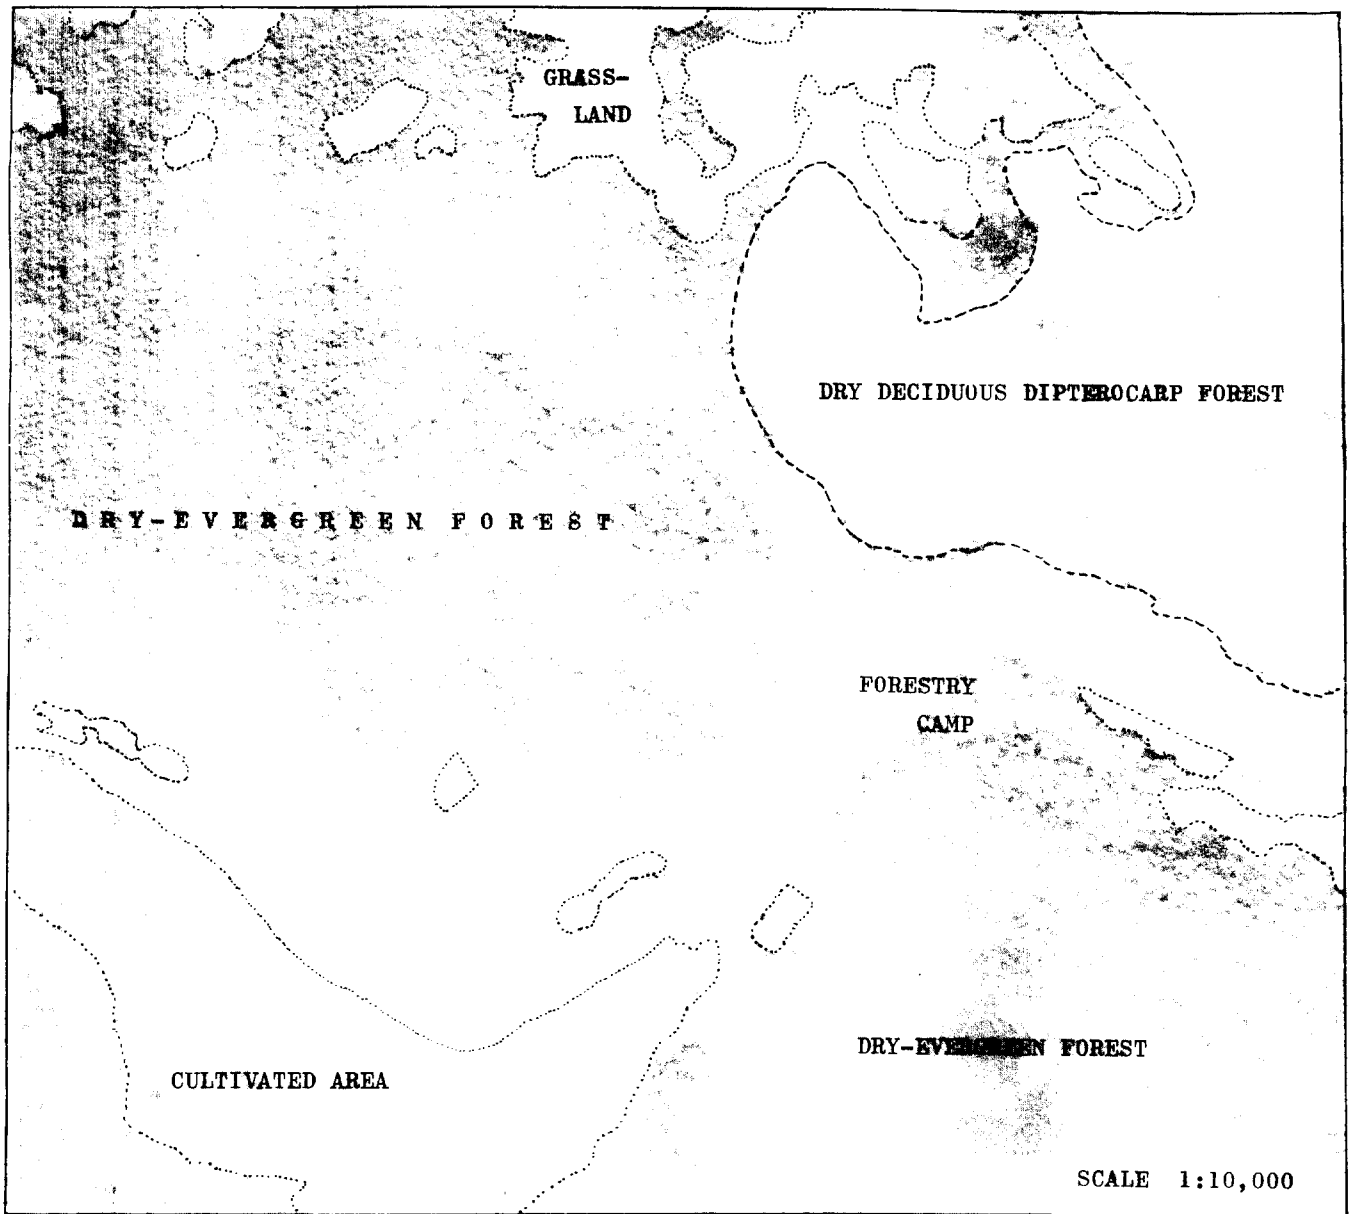 GRASS-
LAND
DRY DECIDUOUS DIPTEROCARP FOREST
DRY-EVERGREEN FOREST
FORESTRY
CAMP
DRY-EVERGREEN FOREST
CULTIVATED AREA
SCALE 1:10,000